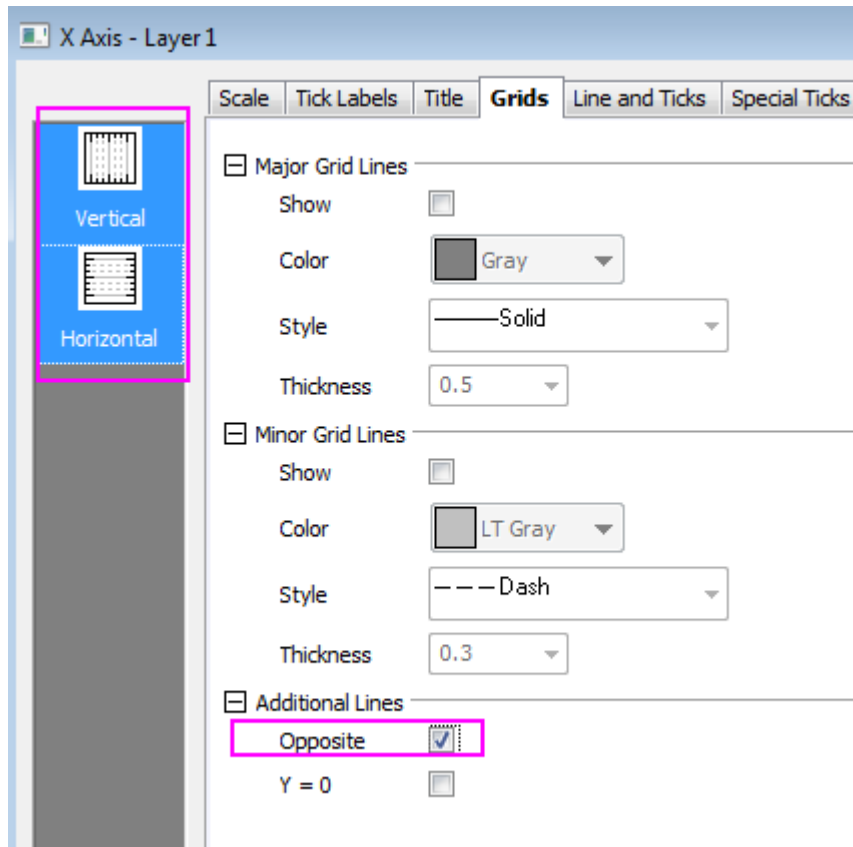 X Axis - Layer 1
Scale Tick Labels Title Grids Line and Ticks Special Ticks
Vertical
Horizontal
Major Grid Lines
Show
Color Gray
Style Solid
Thickness 0.5
Minor Grid Lines
Show
Color LT Gray
Style Dash
Thickness 0.3
Additional Lines
Opposite
Y = 0